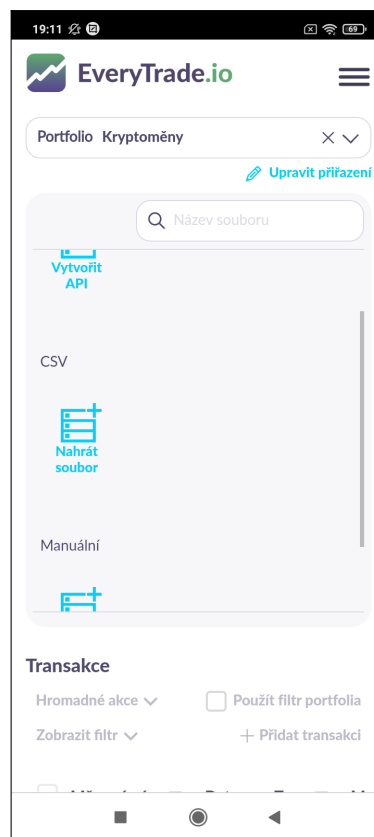 19:11
69
EveryTrade.io
Portfolio Kryptoměny
Upravit přiřazení
Název souboru
Vytvořit
API
CSV
Nahrát
soubor
Manuální
Transakce
Hromadné akce
Použít filtr portfolia
Zobrazit filtr
+ Přidat transakci